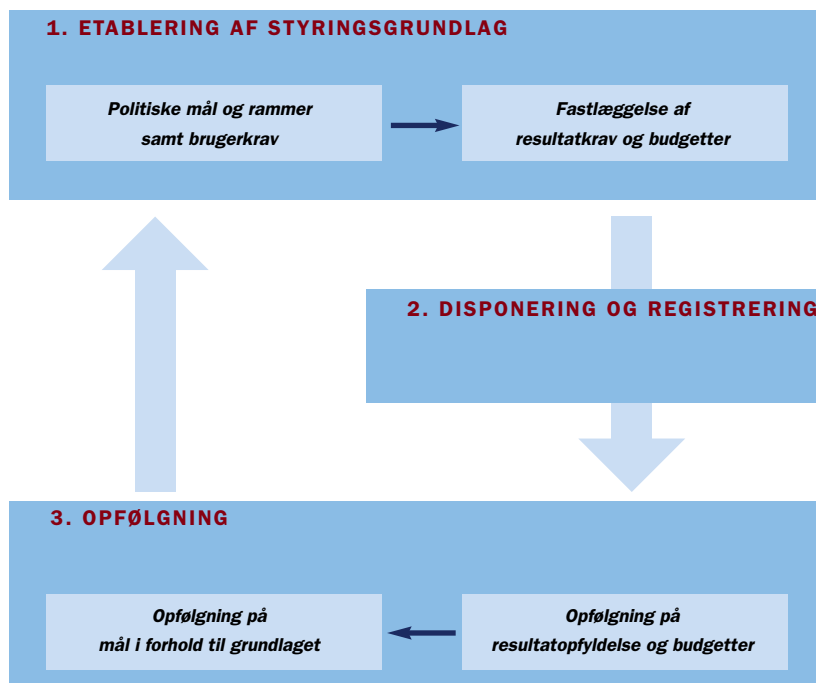 1. ETABLERING AF STYRINGSGRUNDLAG
Politiske mål og rammer
samt brugerkrav
Fastlæggelse af
resultatkrav og budgetter
2. DISPONERING OG REGISTRERING
3. OPFØLGNING
Opfølgning på
mål i forhold til grundlaget
Opfølgning på
resultatopfyldelse og budgetter